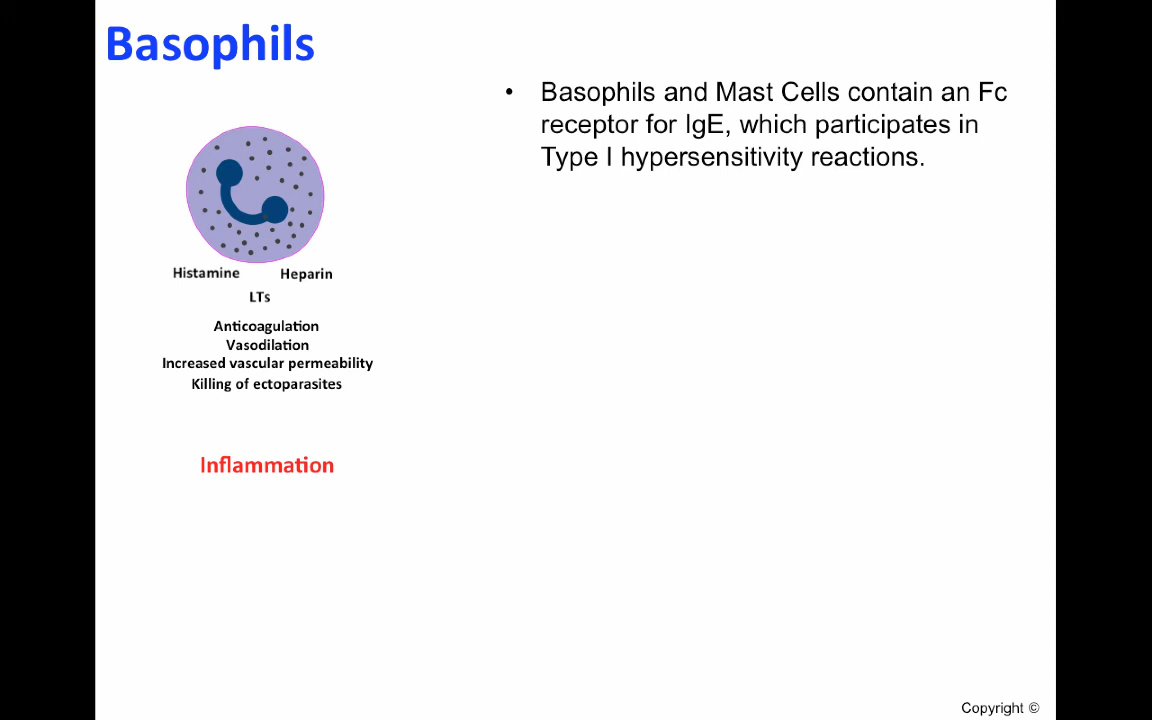 Basophils
• Basophils and Mast Cells contain an Fc
receptor for IgE, which participates in
Type I hypersensitivity reactions.
Histamine Heparin
LTs
Anticoagulation
Vasodilation
Increased vascular permeability
Killing of ectoparasites
Inflammation
Copyright ©